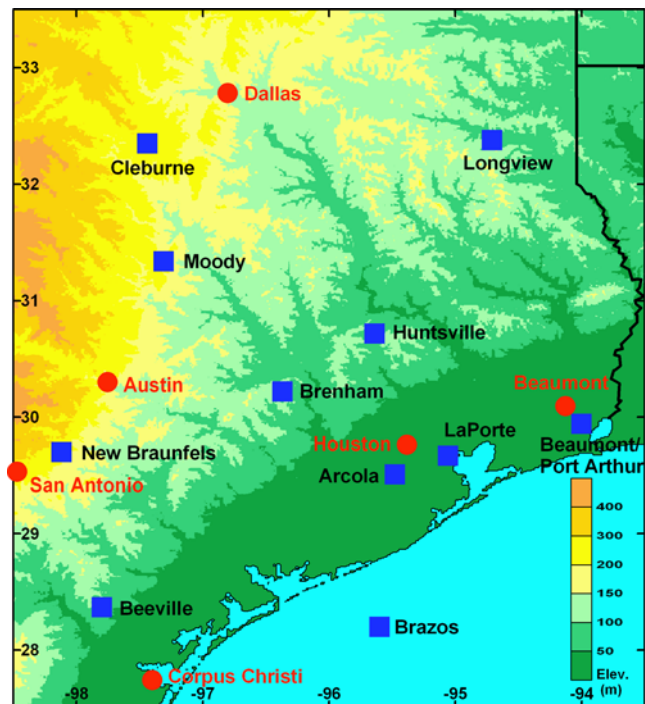 33
Dallas
Cleburne
Longview
32
Moody
31
Huntsville
Austin
Brenham
Beaumont
30
New Braunfels
Houston
LaPorte
Beaumont/
Port Arthur
San Antonio
Arcola
400
29
300
200
150
Beeville
100
Brazos
28
50
Corpus Christi
Elev.
(m)
-98
-97
-96
-95
-94